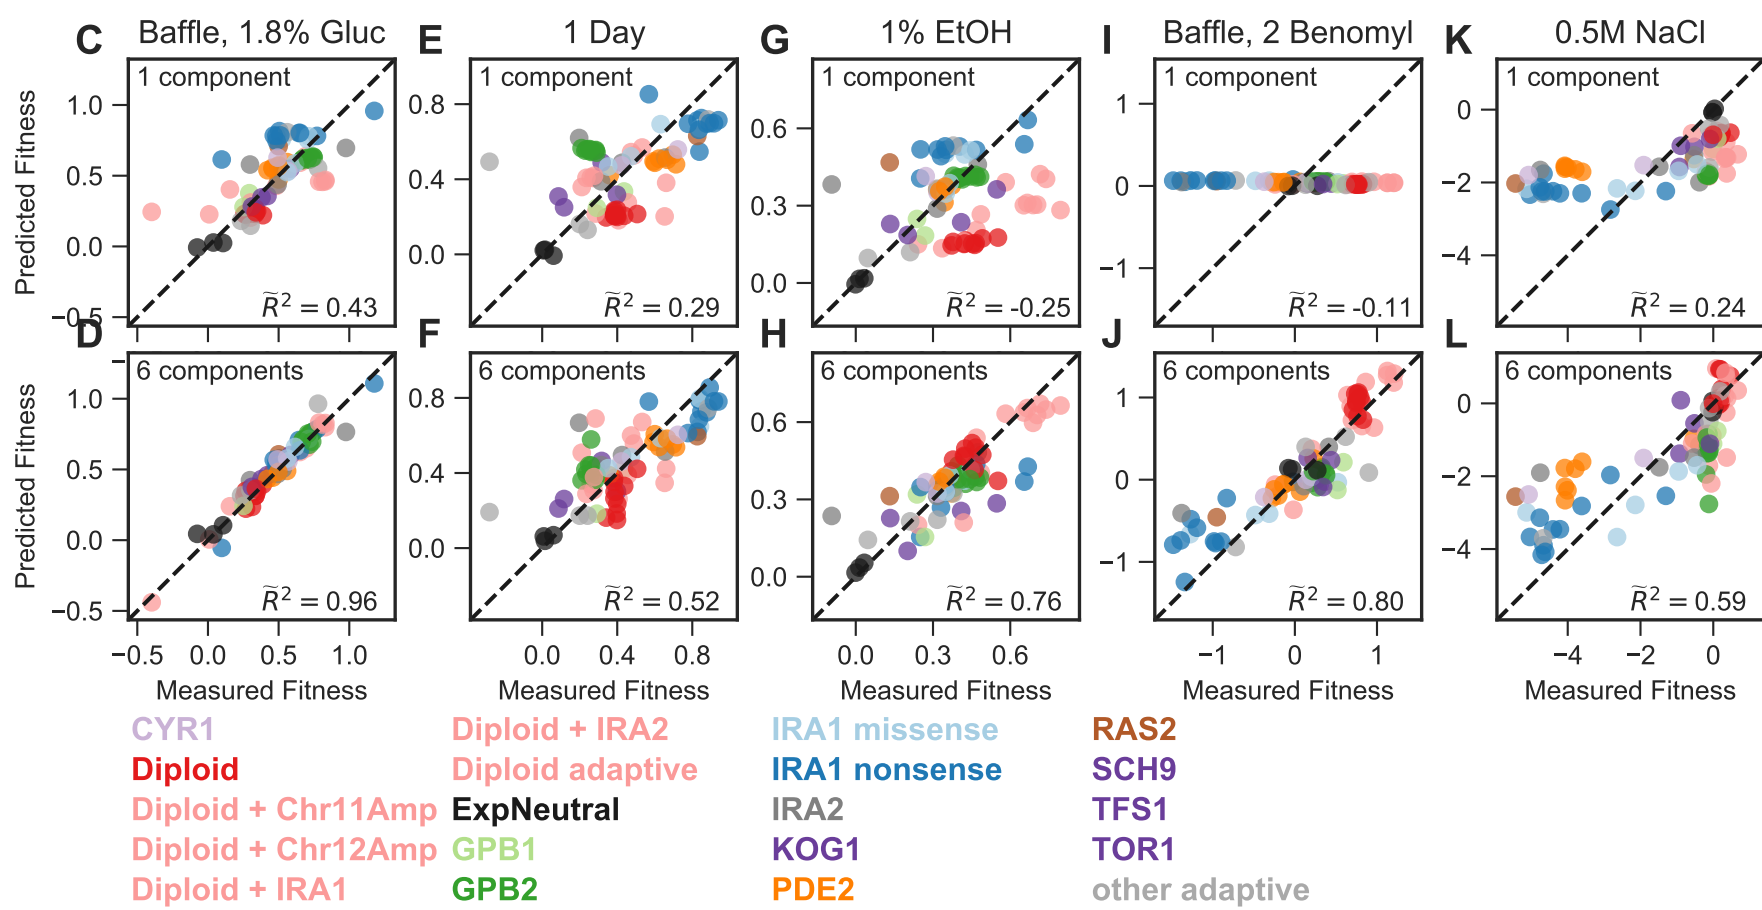 C Baffle, 1.8% Gluc E 1 Day G 1% EtOH I Baffle, 2 Benomyl K 0.5M NaCl
1 component 1 component 1 component 1 component 1 component
Predicted Fitness
1.0
0.5
0.0
−0.5
0.8
0.4
0.0
0.6
0.3
0.0
1
0
−1
0
−2
−4
R̃² = 0.43 R̃² = 0.29 R̃² = -0.25 R̃² = -0.11 R̃² = 0.24
D F H J L
6 components 6 components 6 components 6 components 6 components
Predicted Fitness
1.0
0.5
0.0
−0.5
0.8
0.4
0.0
0.6
0.3
0.0
1
0
−1
0
−2
−4
R̃² = 0.96 R̃² = 0.52 R̃² = 0.76 R̃² = 0.80 R̃² = 0.59
−0.5 0.0 0.5 1.0 0.0 0.4 0.8 0.0 0.3 0.6 −1 0 1 −4 −2 0
Measured Fitness Measured Fitness Measured Fitness Measured Fitness Measured Fitness
CYR1 Diploid + IRA2 IRA1 missense RAS2
Diploid Diploid adaptive IRA1 nonsense SCH9
Diploid + Chr11Amp ExpNeutral IRA2 TFS1
Diploid + Chr12Amp GPB1 KOG1 TOR1
Diploid + IRA1 GPB2 PDE2 other adaptive